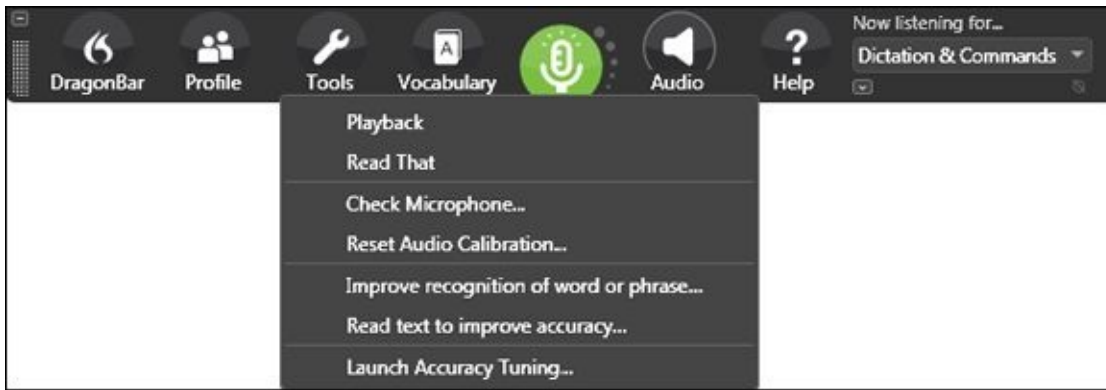 DragonBar
Profile
Tools
A
Vocabulary
Audio
?
Help
Now listening for...
Dictation & Commands
Playback
Read That
Check Microphone...
Reset Audio Calibration...
Improve recognition of word or phrase...
Read text to improve accuracy...
Launch Accuracy Tuning...